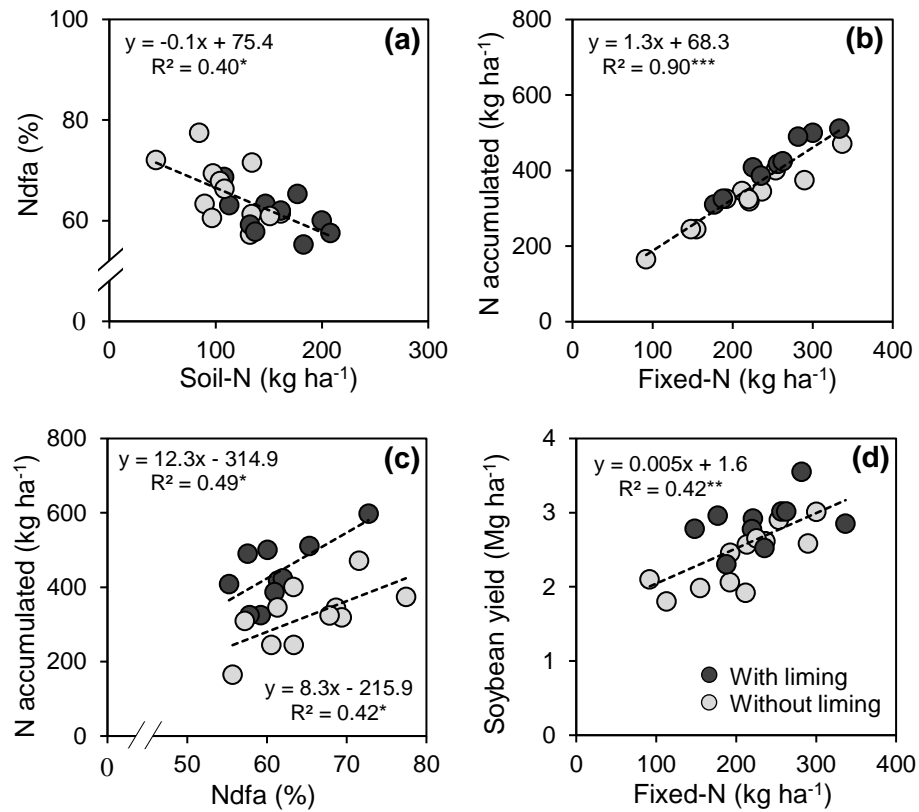 y = -0.1x + 75.4
R² = 0.40*
(a)
100
80
60
0
Ndfa (%)
0
100
200
300
Soil-N (kg ha⁻¹)
y = 1.3x + 68.3
R² = 0.90***
(b)
800
600
400
200
0
N accumulated (kg ha⁻¹)
0
100
200
300
400
Fixed-N (kg ha⁻¹)
y = 12.3x - 314.9
R² = 0.49*
(c)
800
600
400
200
0
N accumulated (kg ha⁻¹)
y = 8.3x - 215.9
R² = 0.42*
0
50
60
70
80
Ndfa (%)
y = 0.005x + 1.6
R² = 0.42**
(d)
4
3
2
1
0
Soybean yield (Mg ha⁻¹)
With liming
Without liming
0
100
200
300
400
Fixed-N (kg ha⁻¹)